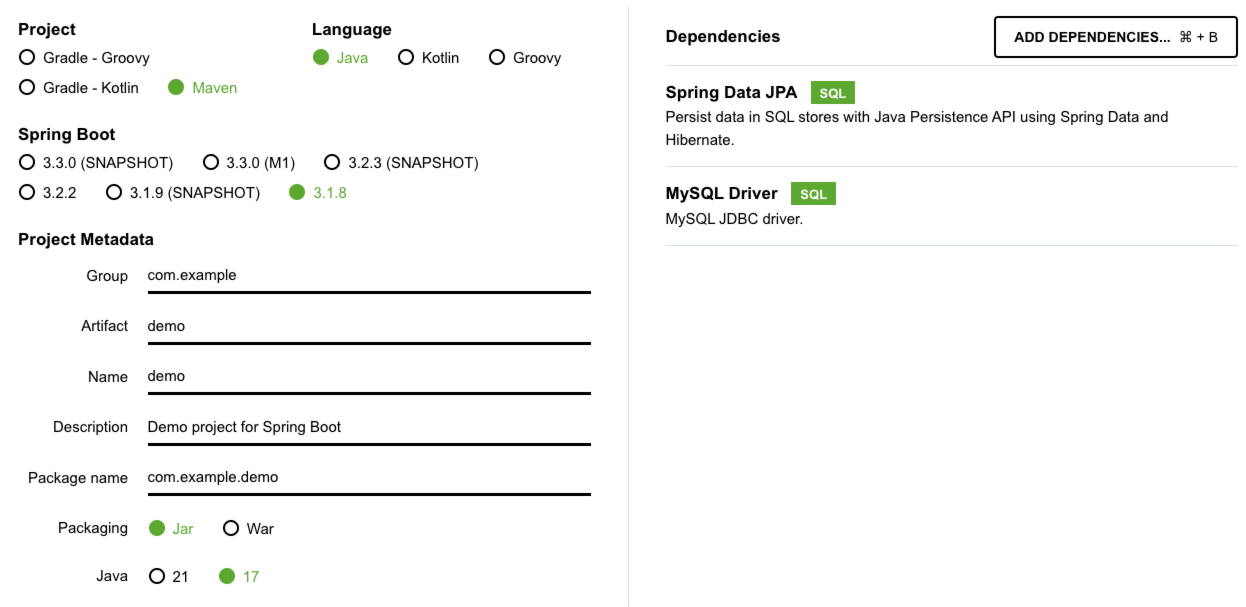 Project
Gradle - Groovy
Gradle - Kotlin Maven
Language
Java Kotlin Groovy
Spring Boot
3.3.0 (SNAPSHOT) 3.3.0 (M1) 3.2.3 (SNAPSHOT)
3.2.2 3.1.9 (SNAPSHOT) 3.1.8
Project Metadata
Group com.example
Artifact demo
Name demo
Description Demo project for Spring Boot
Package name com.example.demo
Packaging Jar War
Java 21 17
Dependencies ADD DEPENDENCIES... ⌘ + B
Spring Data JPA SQL
Persist data in SQL stores with Java Persistence API using Spring Data and
Hibernate.
MySQL Driver SQL
MySQL JDBC driver.